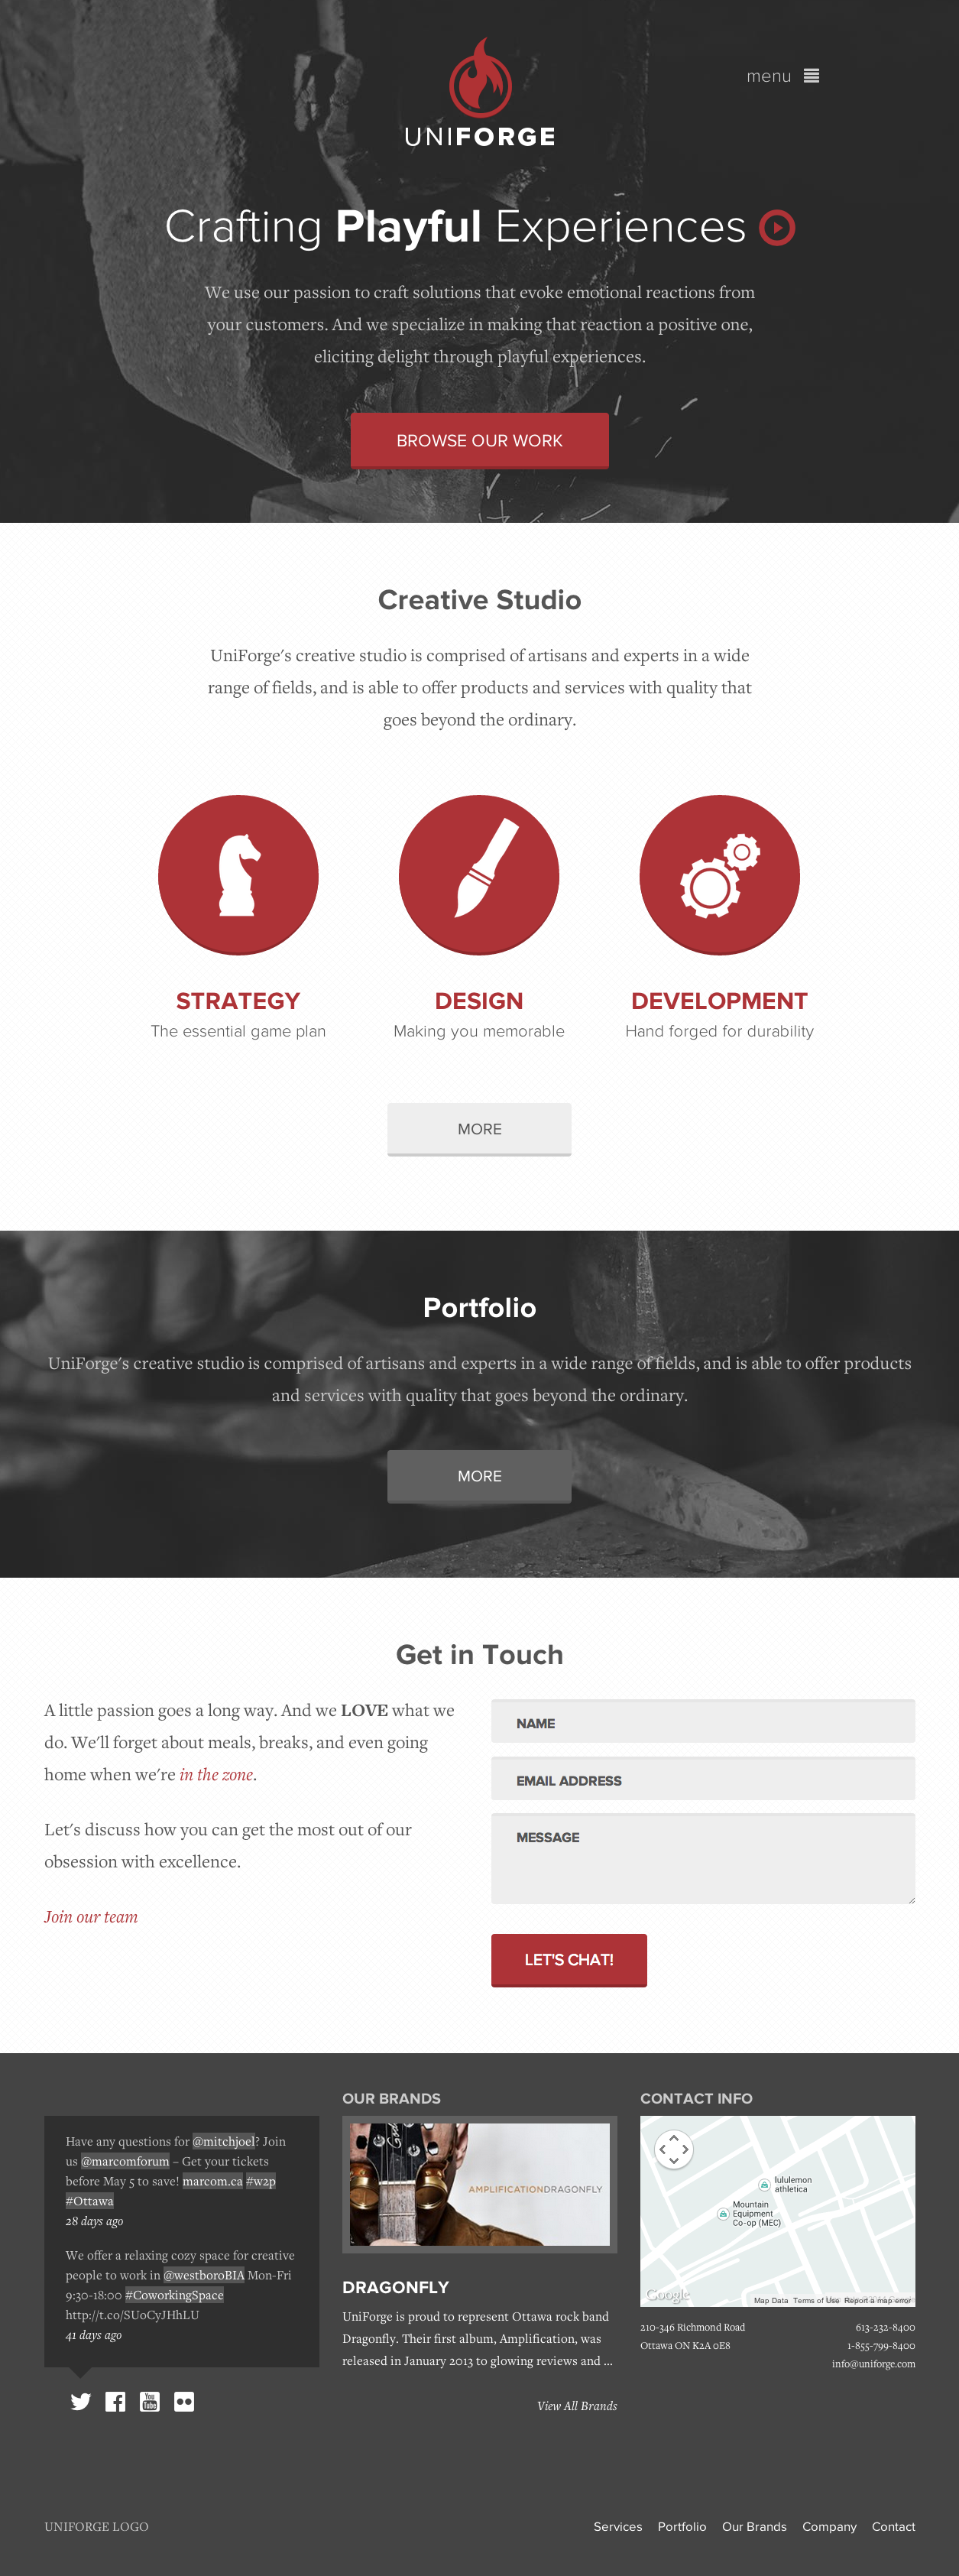 menu
UNIFORGE
Crafting Playful Experiences
We use our passion to craft solutions that evoke emotional reactions from
your customers. And we specialize in making that reaction a positive one,
eliciting delight through playful experiences.
BROWSE OUR WORK
Creative Studio
UniForge's creative studio is comprised of artisans and experts in a wide
range of fields, and is able to offer products and services with quality that
goes beyond the ordinary.
STRATEGY
The essential game plan
DESIGN
Making you memorable
DEVELOPMENT
Hand forged for durability
MORE
Portfolio
UniForge's creative studio is comprised of artisans and experts in a wide range of fields, and is able to offer products
and services with quality that goes beyond the ordinary.
MORE
Get in Touch
A little passion goes a long way. And we LOVE what we
do. We'll forget about meals, breaks, and even going
home when we're in the zone.
Let's discuss how you can get the most out of our
obsession with excellence.
Join our team
NAME
EMAIL ADDRESS
MESSAGE
LET'S CHAT!
Have any questions for @mitchjoel? Join
us @marcomforum – Get your tickets
before May 5 to save! marcom.ca #w2p
#Ottawa
28 days ago
We offer a relaxing cozy space for creative
people to work in @westboroBIA Mon-Fri
9:30-18:00 #CoworkingSpace
http://t.co/SUoCyJHhLU
41 days ago
You
Tube
OUR BRANDS
AMPLIFICATIONDRAGONFLY
DRAGONFLY
UniForge is proud to represent Ottawa rock band
Dragonfly. Their first album, Amplification, was
released in January 2013 to glowing reviews and ...
View All Brands
CONTACT INFO
lululemon
athletica
Mountain
Equipment
Co-op (MEC)
Google
Map Data Terms of Use Report a map error
210-346 Richmond Road
Ottawa ON K2A 0E8
613-232-8400
1-855-799-8400
info@uniforge.com
UNIFORGE LOGO
Services Portfolio Our Brands Company Contact